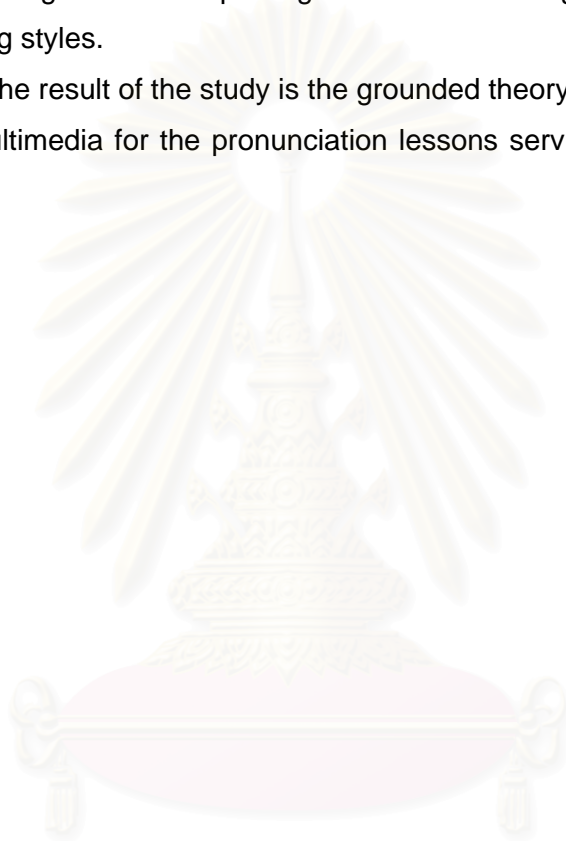 g styles.
he result of the study is the grounded theory
ltimedia for the pronunciation lessons serv